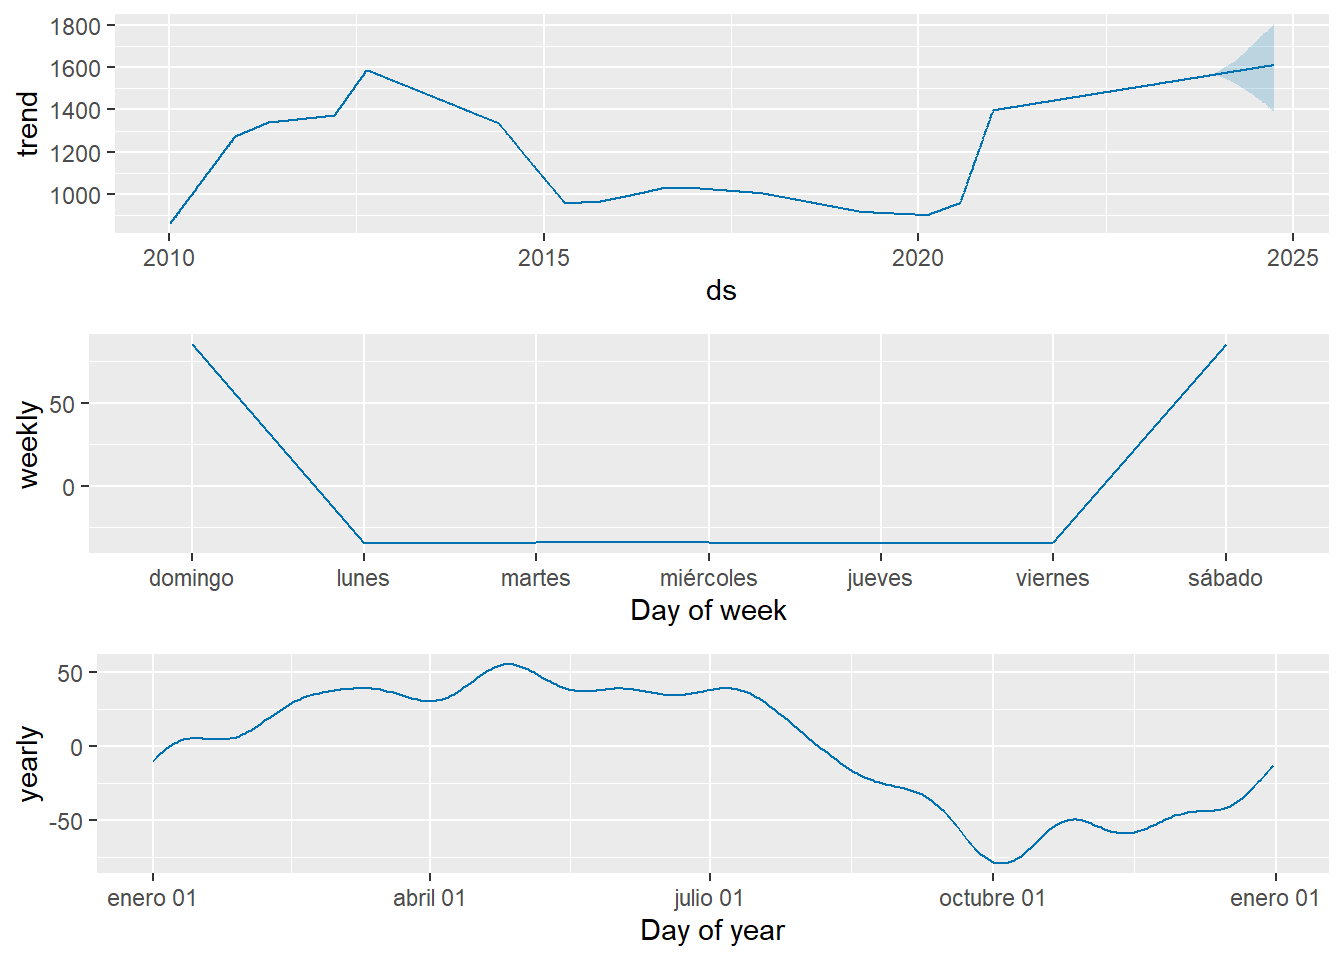 1800
1600
1400
1200
1000
trend
2010 2015 2020 2025
ds
50
0
weekly
domingo lunes martes miércoles jueves viernes sábado
Day of week
50
0
-50
yearly
enero 01 abril 01 julio 01 octubre 01 enero 01
Day of year